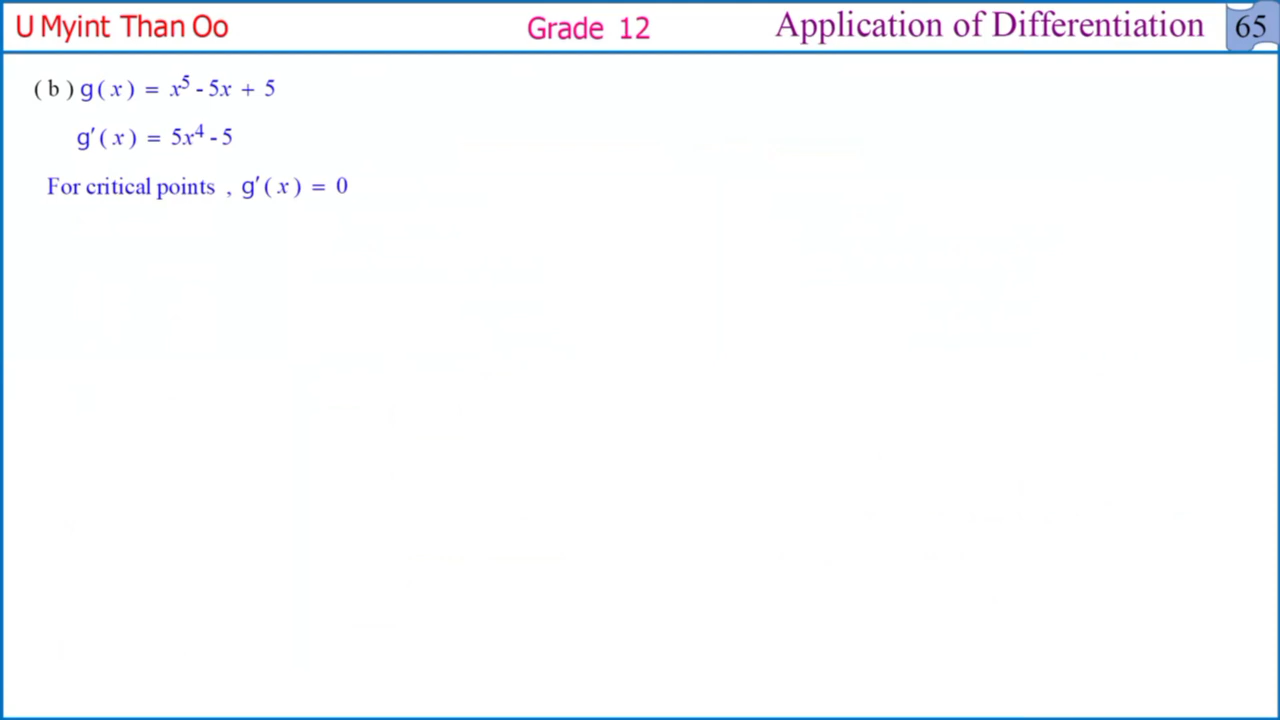 U Myint Than Oo Grade 12 Application of Differentiation 65
( b ) g( x ) = x⁵ - 5x + 5
g′( x ) = 5x⁴ - 5
For critical points , g′( x ) = 0